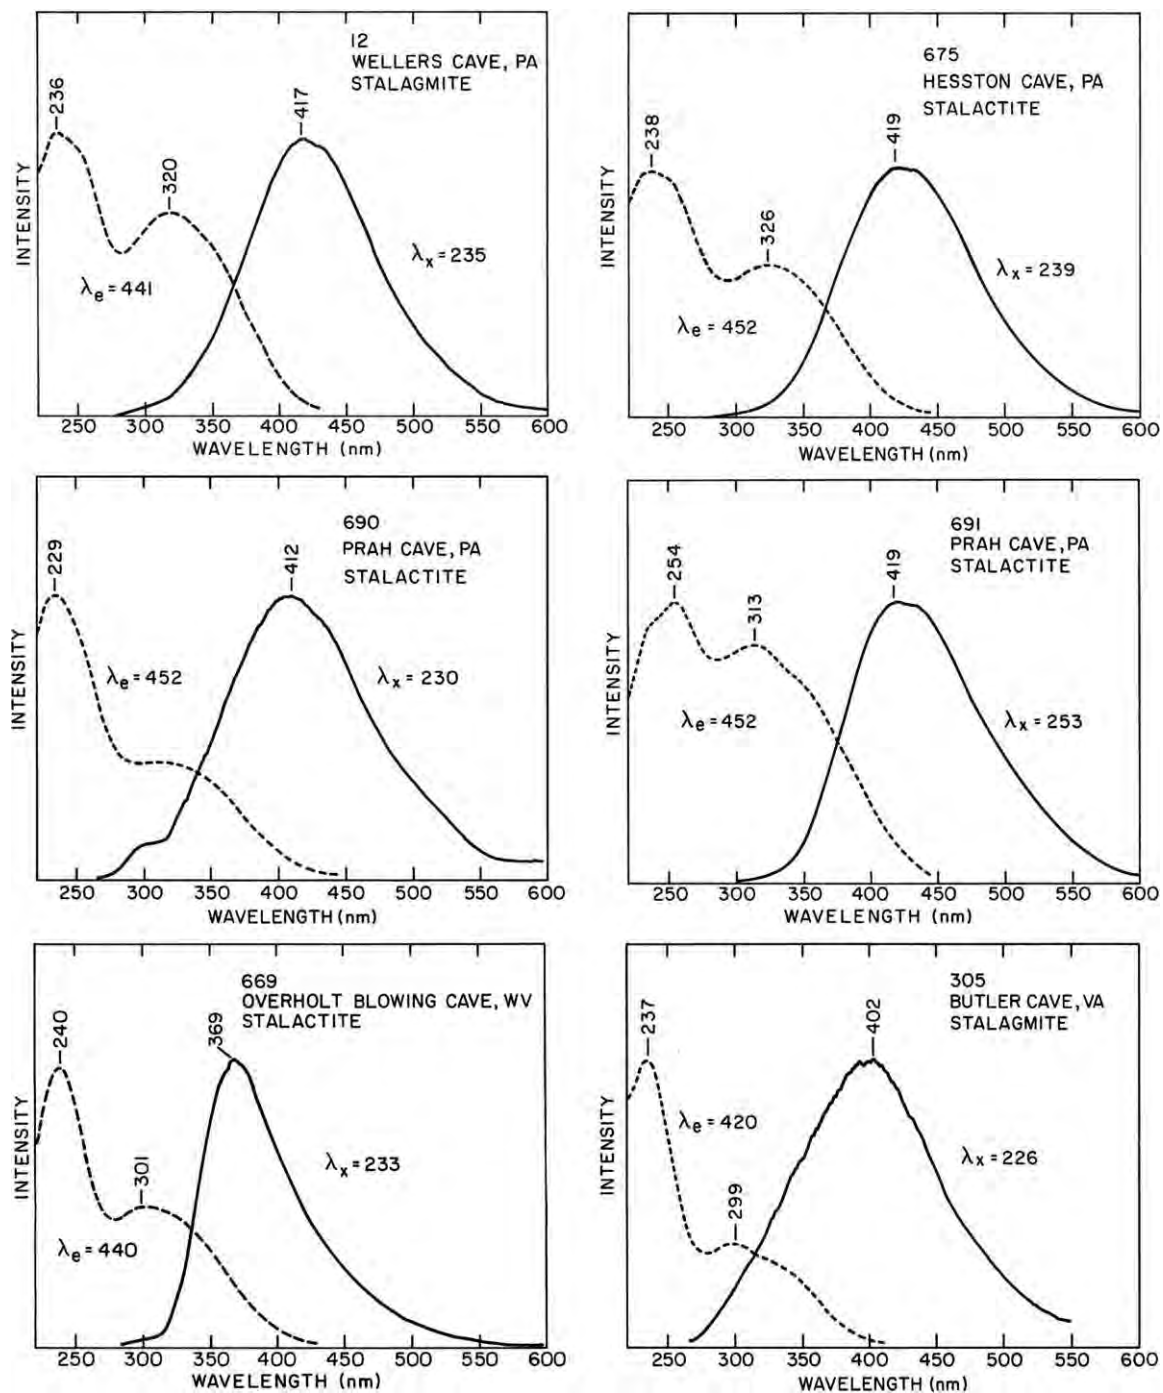 12
WELLERS CAVE, PA
STALAGMITE
236
320
417
λe = 441
λx = 235
INTENSITY
250 300 350 400 450 500 550 600
WAVELENGTH (nm)
675
HESSTON CAVE, PA
STALACTITE
238
326
419
λe = 452
λx = 239
INTENSITY
250 300 350 400 450 500 550 600
WAVELENGTH (nm)
690
PRAH CAVE, PA
STALACTITE
229
412
λe = 452
λx = 230
INTENSITY
250 300 350 400 450 500 550 600
WAVELENGTH (nm)
691
PRAH CAVE, PA
STALACTITE
254
313
419
λe = 452
λx = 253
INTENSITY
250 300 350 400 450 500 550 600
WAVELENGTH (nm)
669
OVERHOLT BLOWING CAVE, WV
STALACTITE
240
301
369
λe = 440
λx = 233
INTENSITY
250 300 350 400 450 500 550 600
WAVELENGTH (nm)
305
BUTLER CAVE, VA
STALAGMITE
237
299
402
λe = 420
λx = 226
INTENSITY
250 300 350 400 450 500 550 600
WAVELENGTH (nm)